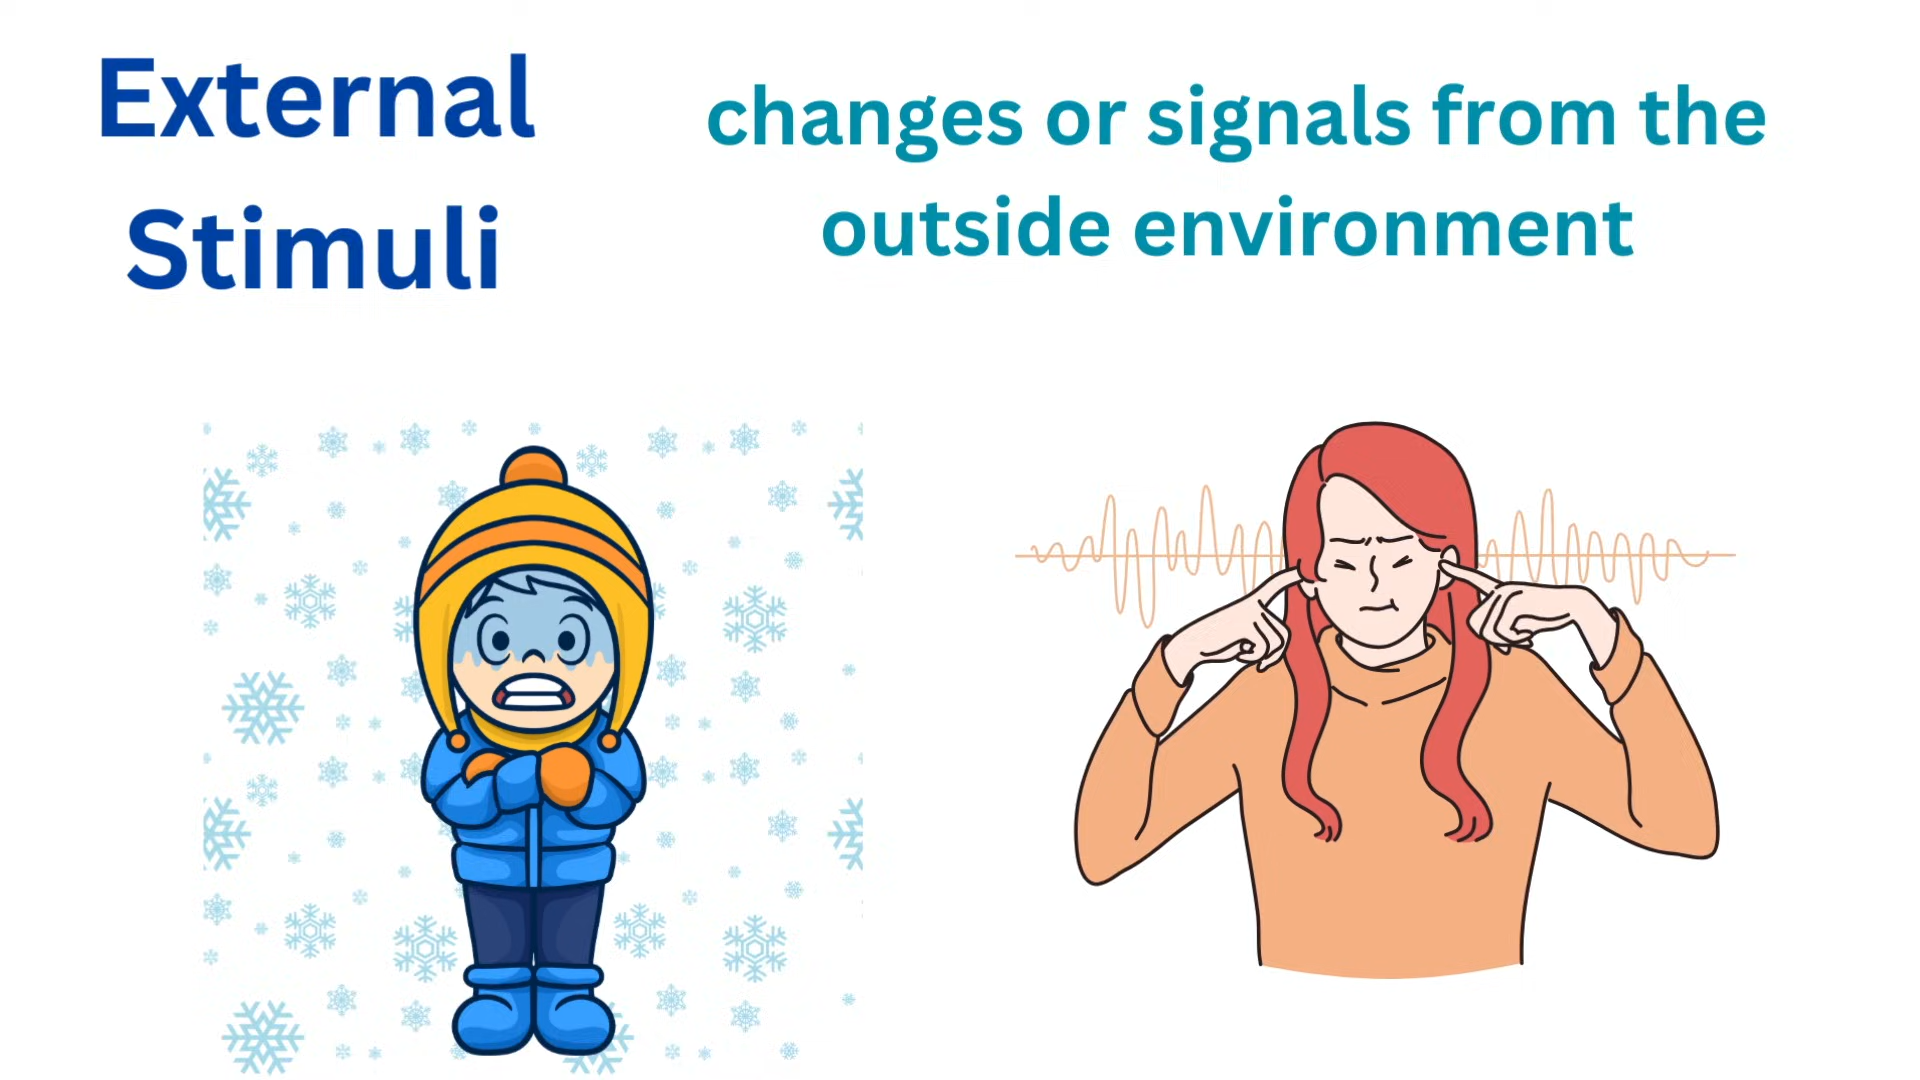 External
Stimuli
changes or signals from the
outside environment